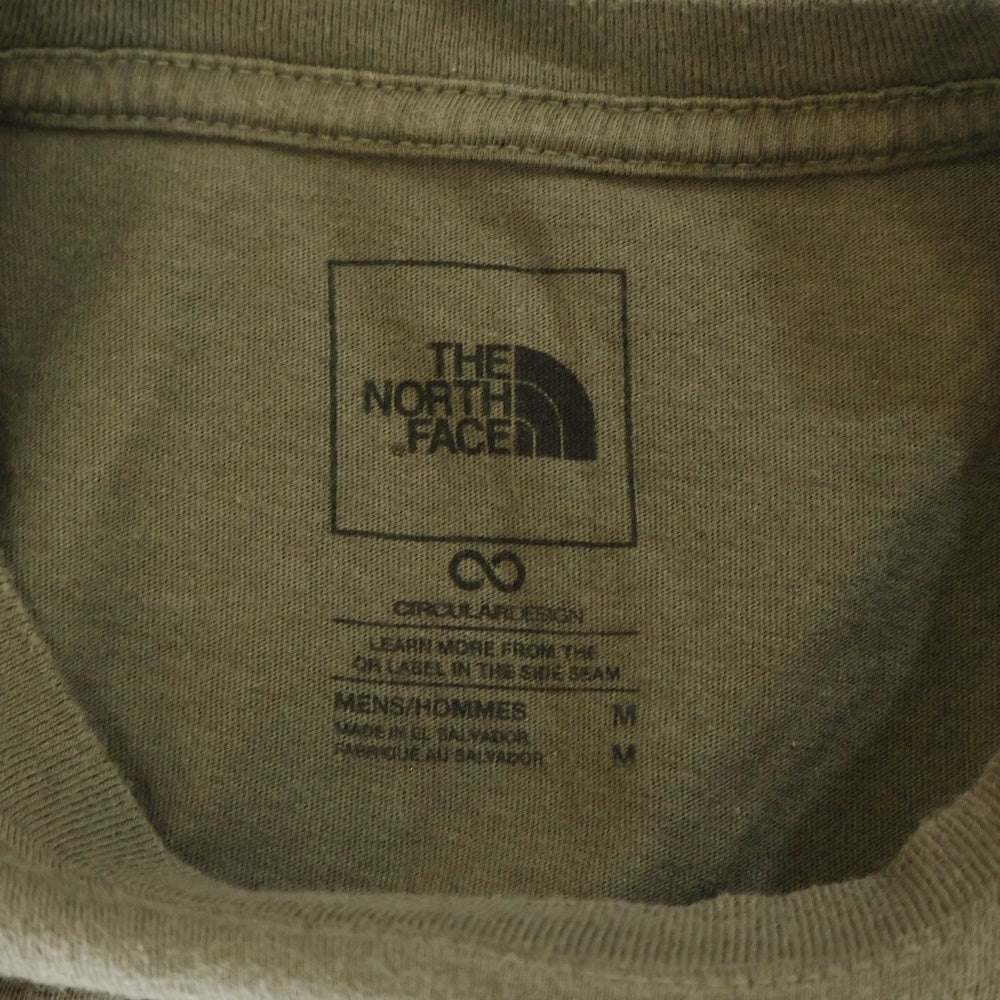 THE
NORTH
FACE
CIRCULARDESIGN
LEARN MORE FROM THE
QR LABEL IN THE SIDE SEAM
MENS/HOMMES M
MADE IN EL SALVADOR
FABRIQUÉ AU SALVADOR M